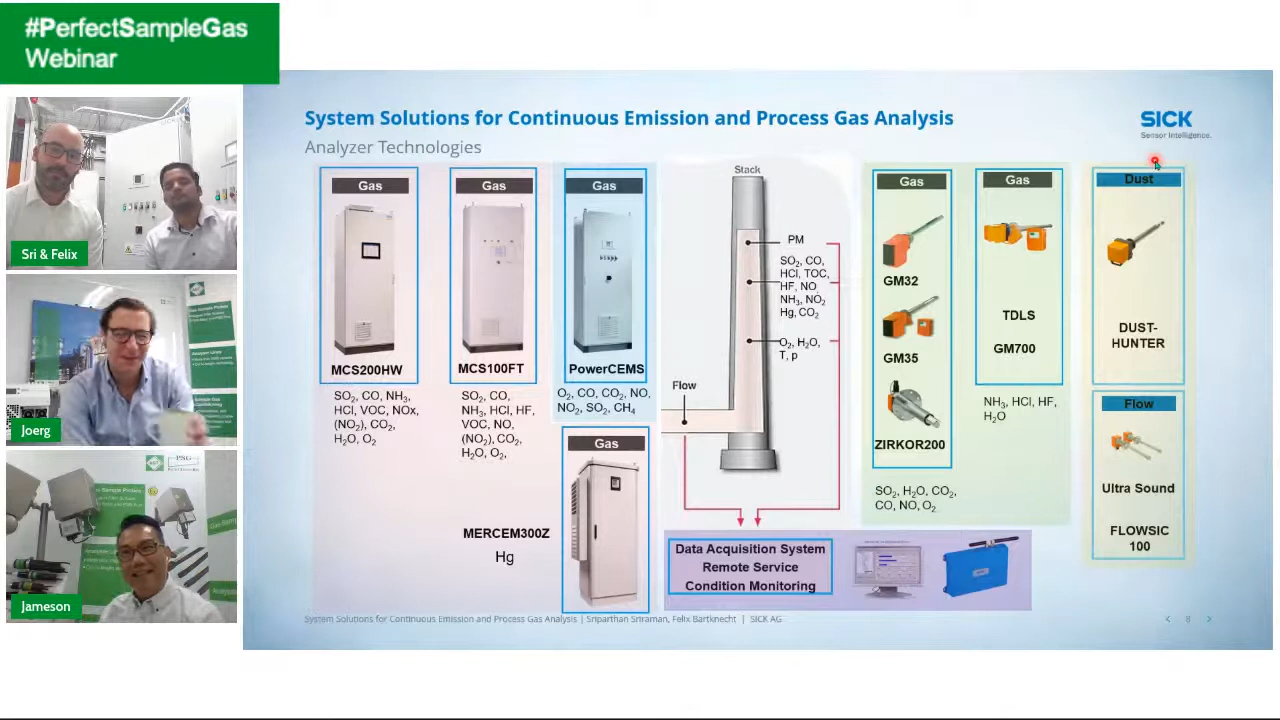 #PerfectSampleGas
Webinar
Sri & Felix
Joerg
Jameson
System Solutions for Continuous Emission and Process Gas Analysis
Analyzer Technologies
SICK
Sensor Intelligence.
Gas
MCS200HW
SO₂, CO, NH₃,
HCl, VOC, NOx,
(NO₂), CO₂,
H₂O, O₂
Gas
MCS100FT
SO₂, CO,
NH₃, HCl, HF,
VOC, NO,
(NO₂), CO₂,
H₂O, O₂,
Gas
PowerCEMS
O₂, CO, CO₂, NO,
NO₂, SO₂, CH₄
Gas
MERCEM300Z
Hg
Stack
PM
SO₂, CO,
HCl, TOC,
HF, NO,
NH₃, NO₂
Hg, CO₂
O₂, H₂O,
T, p
Flow
Data Acquisition System
Remote Service
Condition Monitoring
Gas
GM32
GM35
ZIRKOR200
SO₂, H₂O, CO₂,
CO, NO, O₂
Gas
TDLS
GM700
NH₃, HCl, HF,
H₂O
Dust
DUST-
HUNTER
Flow
Ultra Sound
FLOWSIC
100
System Solutions for Continuous Emission and Process Gas Analysis | Sriparthan Sriraman, Felix Bartknecht | SICK AG
< 8 >